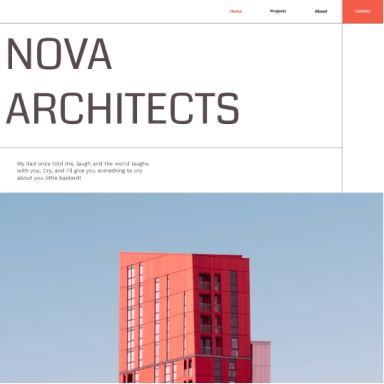 Home Projects About Contact
NOVA
ARCHITECTS
My dad once told me, laugh and the world laughs
with you, Cry, and I'll give you something to cry
about you little bastard!